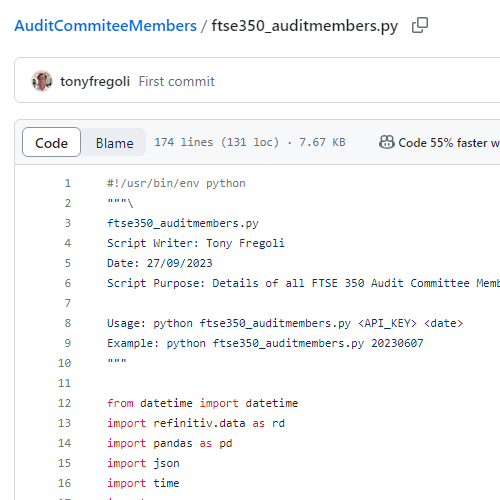 AuditCommiteeMembers / ftse350_auditmembers.py
tonyfregoli First commit
Code Blame 174 lines (131 loc) · 7.67 KB Code 55% faster
1 #!/usr/bin/env python
2 """\
3 ftse350_auditmembers.py
4 Script Writer: Tony Fregoli
5 Date: 27/09/2023
6 Script Purpose: Details of all FTSE 350 Audit Committee
7
8 Usage: python ftse350_auditmembers.py <API_KEY> <date>
9 Example: python ftse350_auditmembers.py 20230607
10 """
11
12 from datetime import datetime
13 import refinitiv.data as rd
14 import pandas as pd
15 import json
16 import time